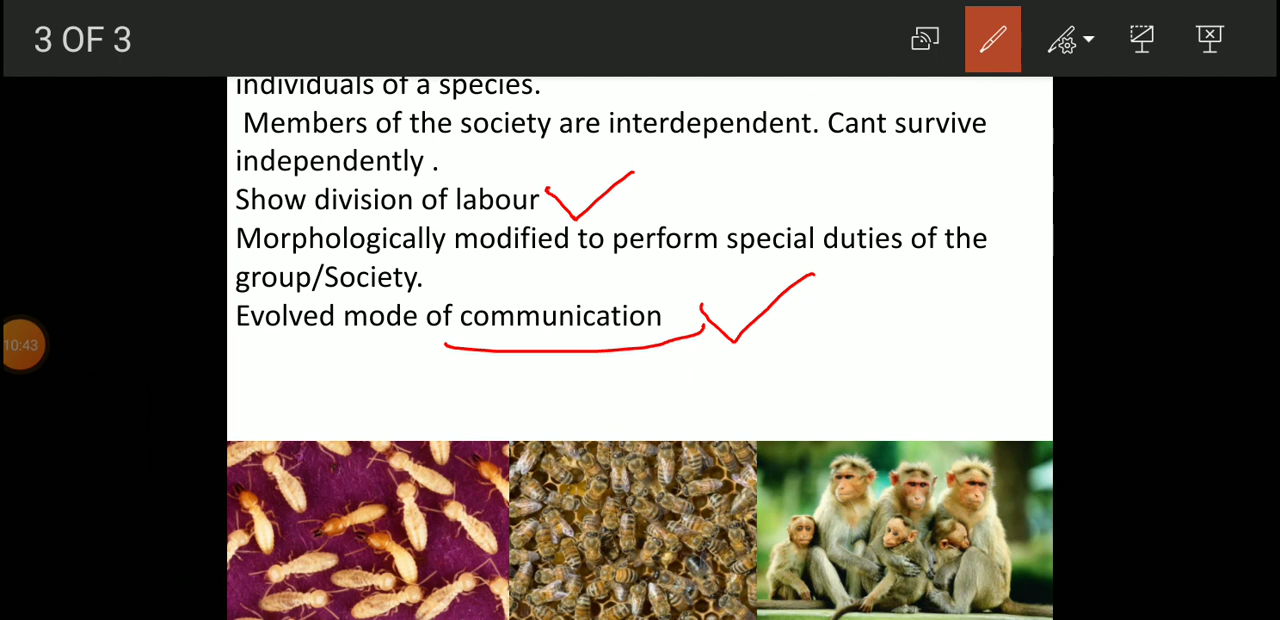 3 OF 3
individuals of a species.
Members of the society are interdependent. Cant survive
independently .
Show division of labour
Morphologically modified to perform special duties of the
group/Society.
Evolved mode of communication
10:43